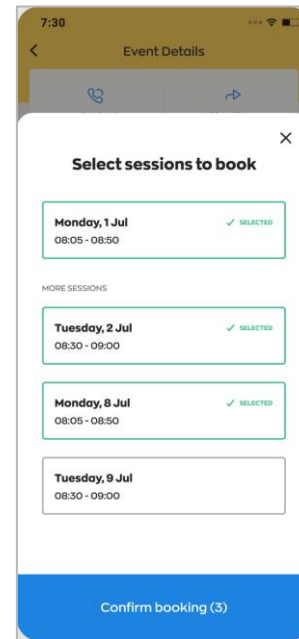 7:30
Event Details
Select sessions to book
Monday, 1 Jul
SELECTED
08:05 - 08:50
MORE SESSIONS
Tuesday, 2 Jul
SELECTED
08:30 - 09:00
Monday, 8 Jul
SELECTED
08:05 - 08:50
Tuesday, 9 Jul
08:30 - 09:00
Confirm booking (3)